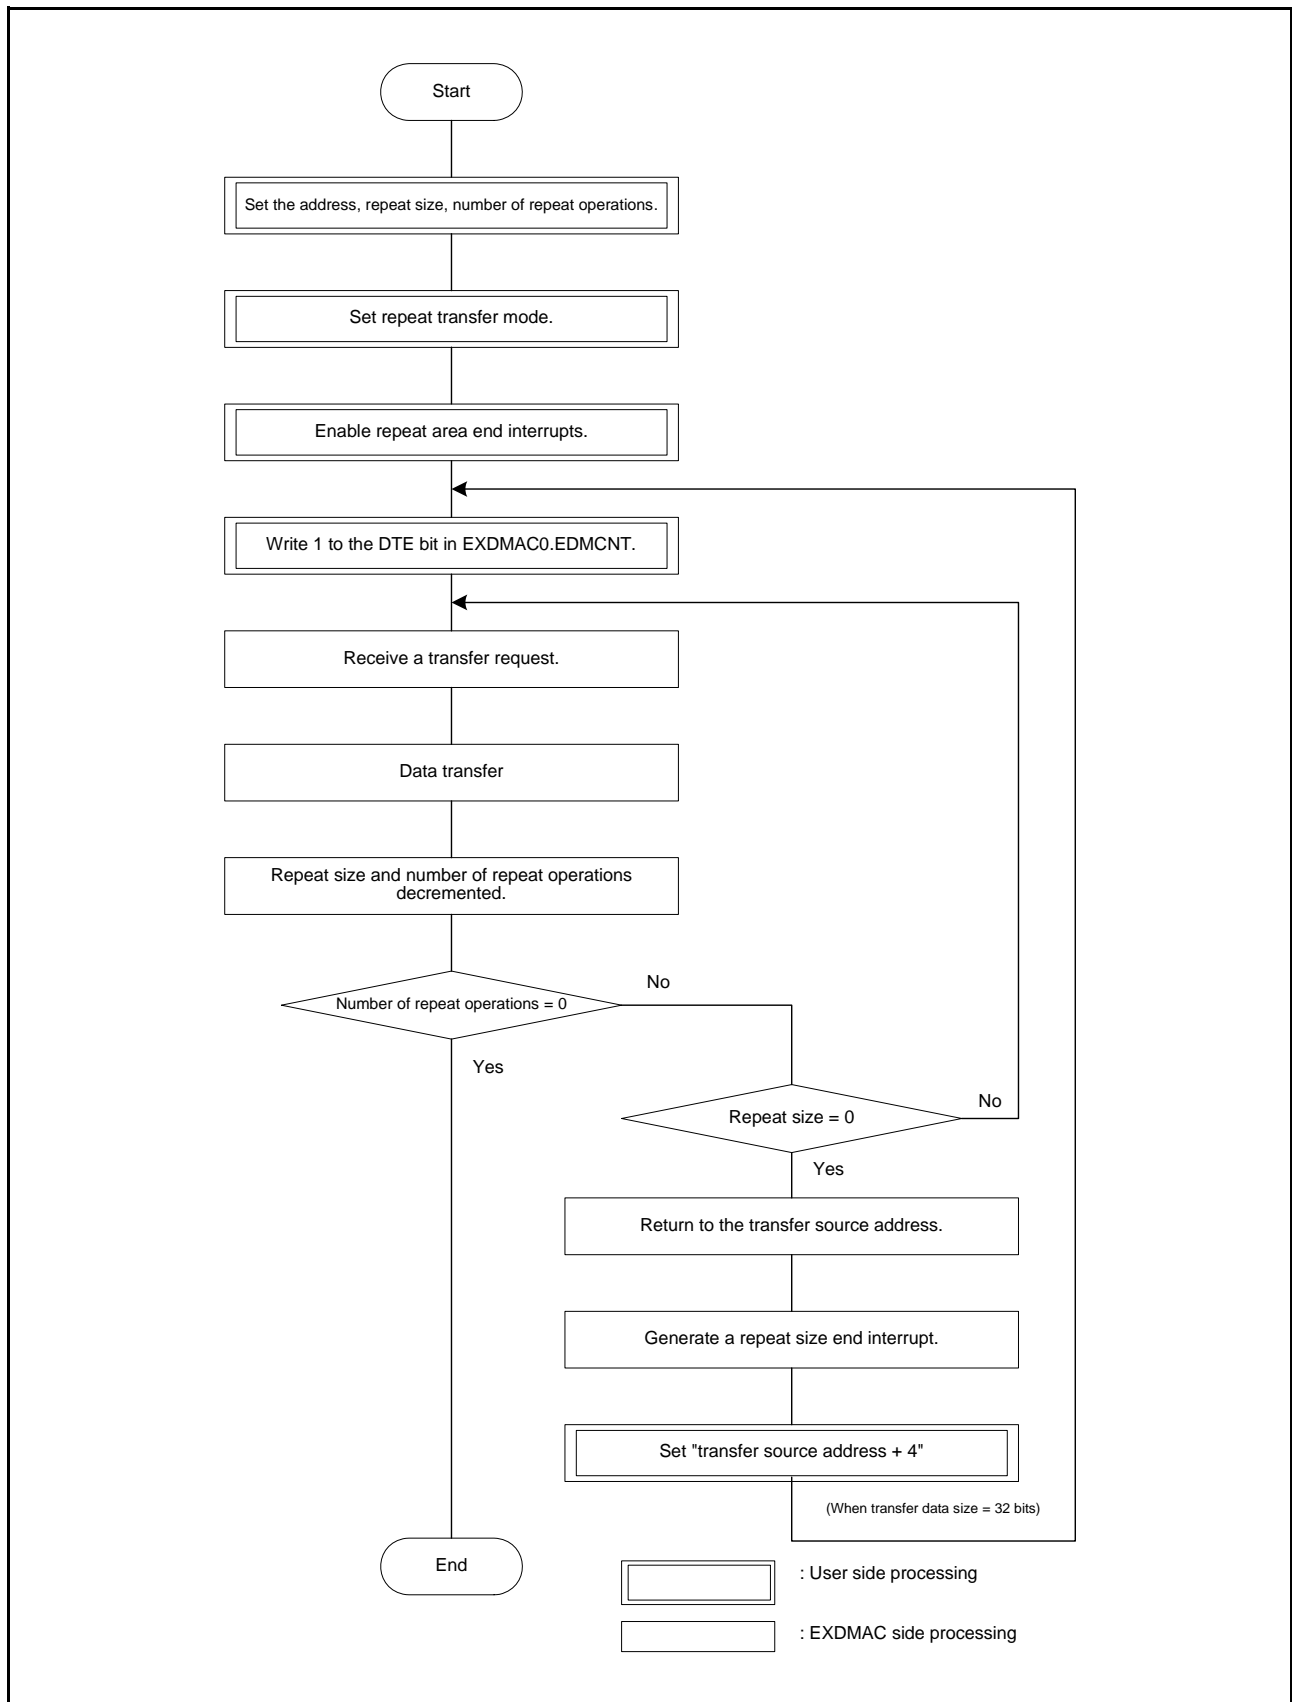 Start
Set the address, repeat size, number of repeat operations.
Set repeat transfer mode.
Enable repeat area end interrupts.
Write 1 to the DTE bit in EXDMAC0.EDMCNT.
Receive a transfer request.
Data transfer
Repeat size and number of repeat operations
decremented.
No
Number of repeat operations = 0
Yes
No
Repeat size = 0
Yes
Return to the transfer source address.
Generate a repeat size end interrupt.
Set "transfer source address + 4"
(When transfer data size = 32 bits)
End
: User side processing
: EXDMAC side processing